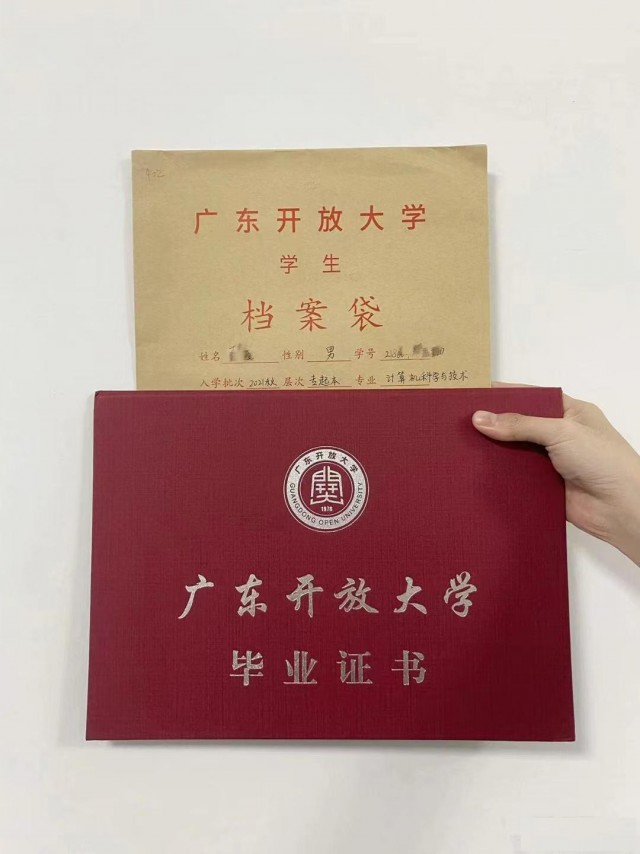 广东开放大学
学生
档案袋
姓名 性别 男 学号
入学批次 2021秋 层次 专起本 专业 计算机科学与技术
广东开放大学
GUANGDONG OPEN UNIVERSITY
1978
广东开放大学
毕业证书